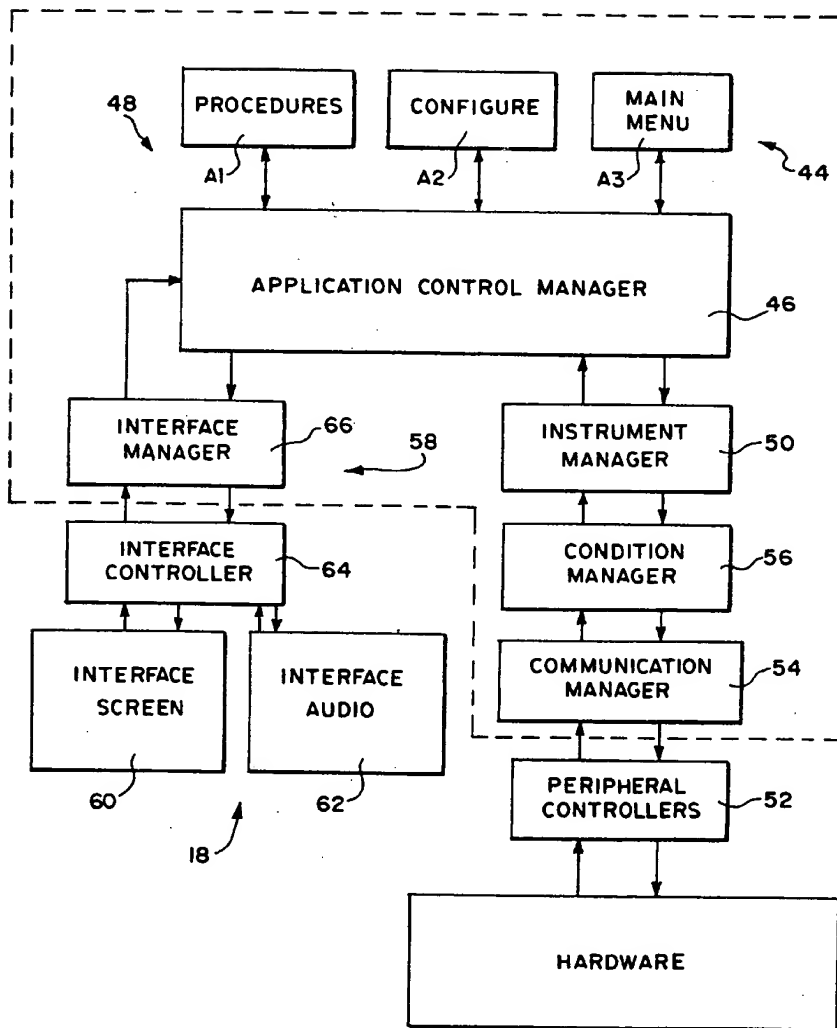 PROCEDURES
CONFIGURE
MAIN
MENU
48
A1
A2
A3
44
APPLICATION CONTROL MANAGER
46
INTERFACE
MANAGER
66
58
INSTRUMENT
MANAGER
50
INTERFACE
CONTROLLER
64
CONDITION
MANAGER
56
INTERFACE
SCREEN
60
INTERFACE
AUDIO
62
18
COMMUNICATION
MANAGER
54
PERIPHERAL
CONTROLLERS
52
HARDWARE